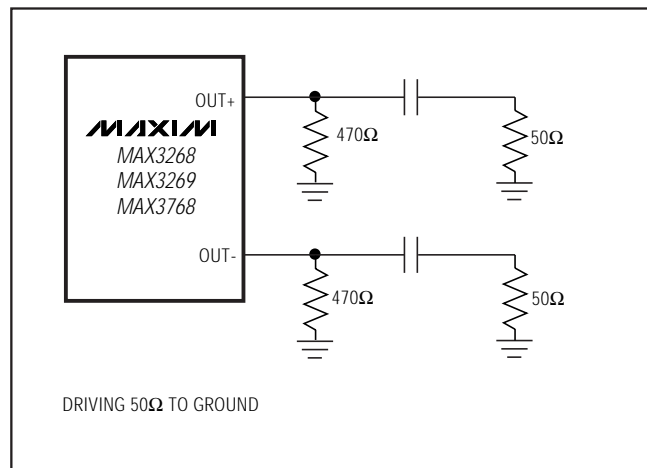 OUT+
MAXIM
MAX3268
MAX3269
MAX3768
470Ω
50Ω
OUT-
470Ω
50Ω
DRIVING 50Ω TO GROUND